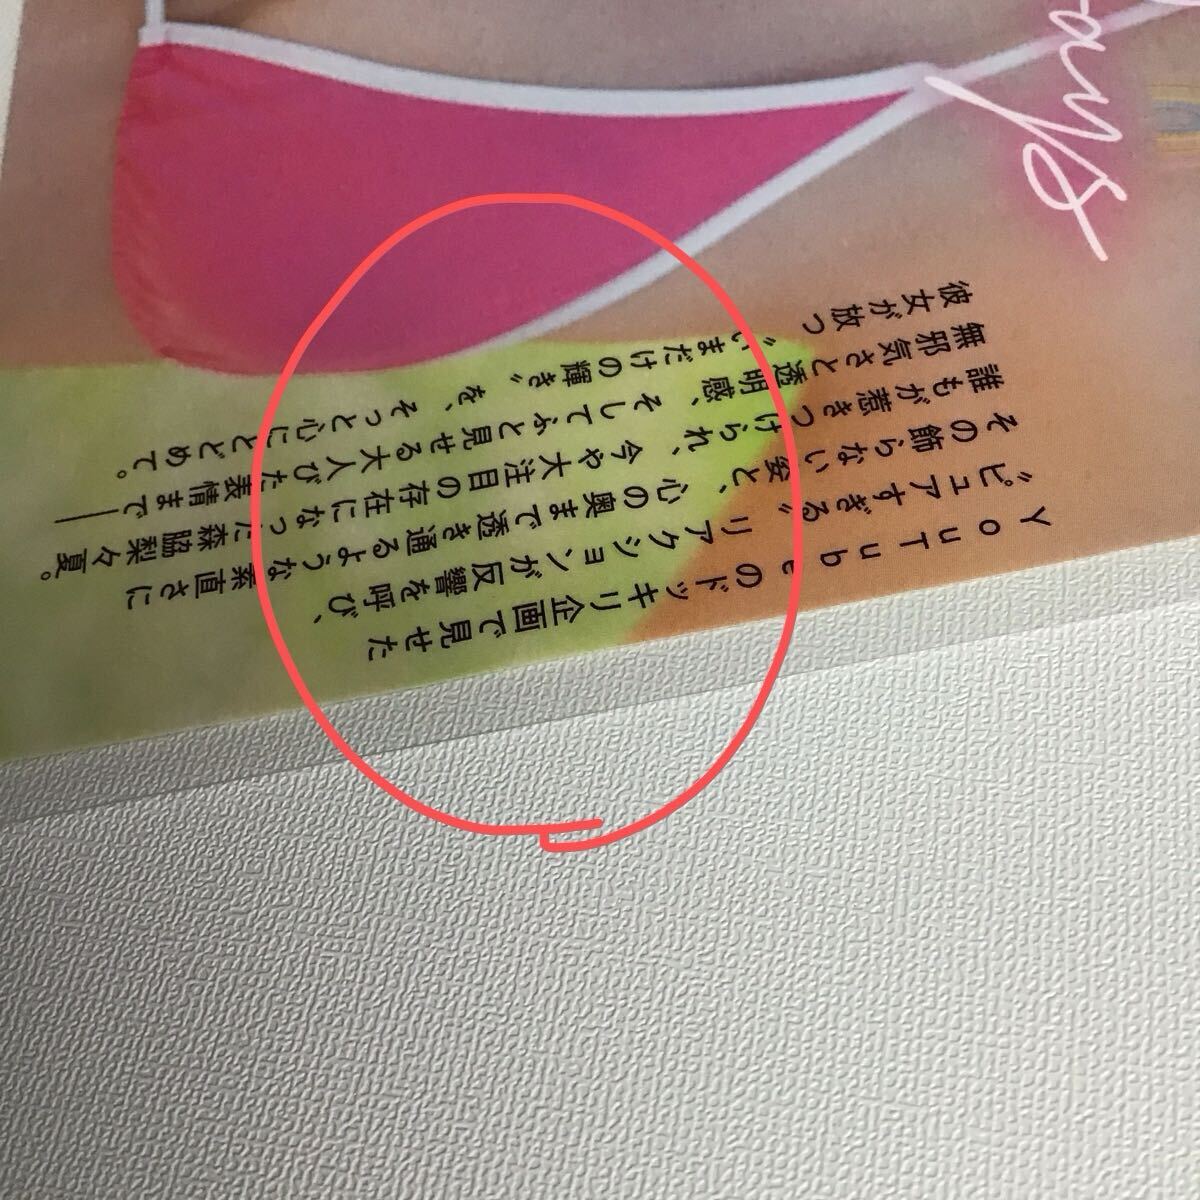 YouTubeのドッキリ企画で見せた
〝ピュアすぎる〟リアクションが反響を呼び、
その飾らない姿と、心の奥まで透き通るような素直さに
誰もが惹きつけられ、今や大注目の存在になった森脇梨々夏。
無邪気さと透明感、そしてふと見せる大人びた表情まで――
彼女が放つ〝いまだけの輝き〟を、そっと心にとどめて。